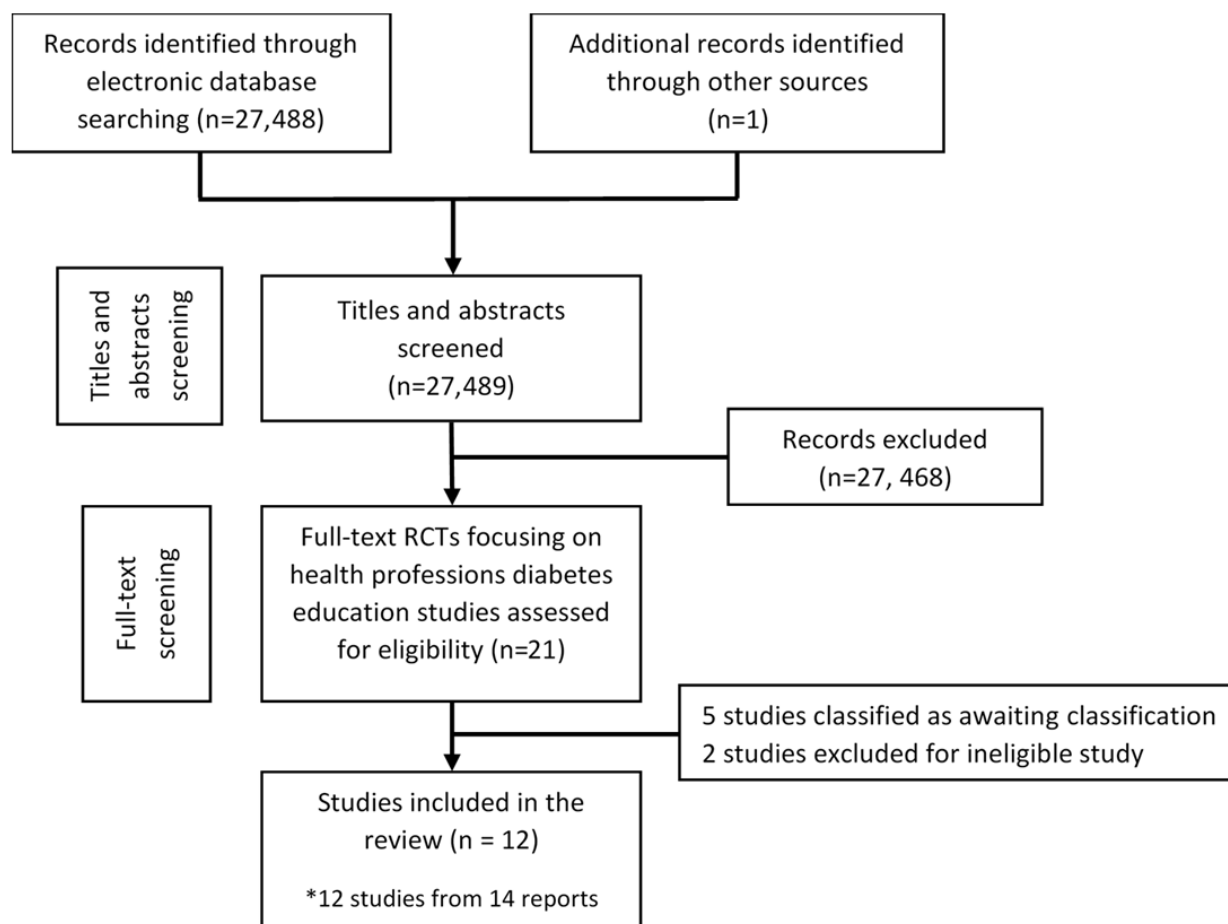 Records identified through
electronic database
searching (n=27,488)
Additional records identified
through other sources
(n=1)
Titles and
abstracts
screening
Titles and abstracts
screened
(n=27,489)
Records excluded
(n=27, 468)
Full-text
screening
Full-text RCTs focusing on
health professions diabetes
education studies assessed
for eligibility (n=21)
5 studies classified as awaiting classification
2 studies excluded for ineligible study
Studies included in the
review (n = 12)
*12 studies from 14 reports